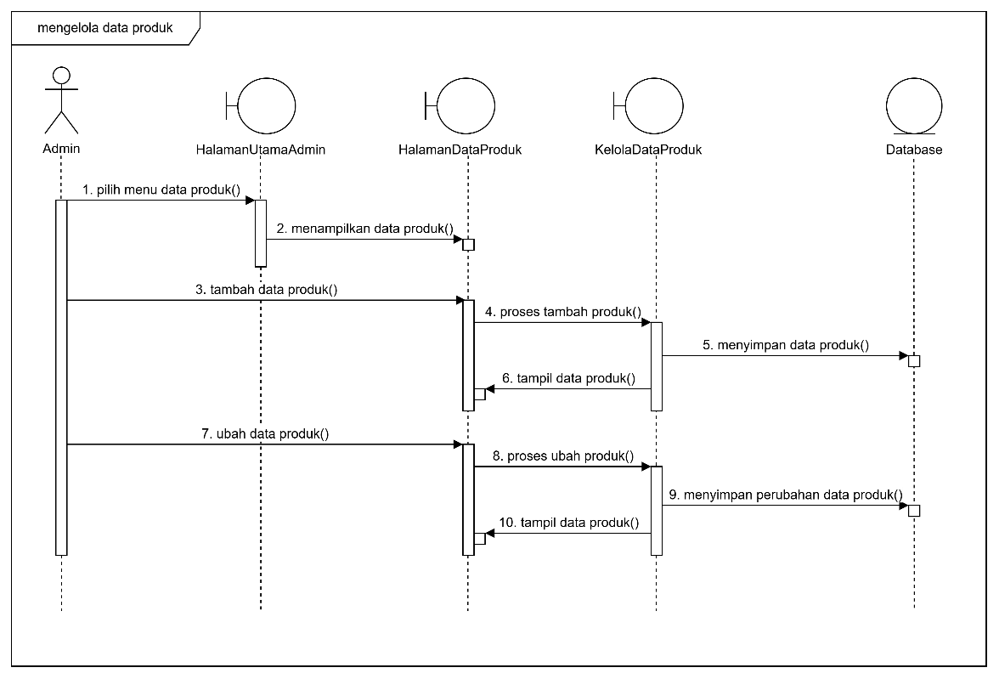 mengelola data produk
Admin
HalamanUtamaAdmin
HalamanDataProduk
KelolaDataProduk
Database
1. pilih menu data produk()
2. menampilkan data produk()
3. tambah data produk()
4. proses tambah produk()
5. menyimpan data produk()
6. tampil data produk()
7. ubah data produk()
8. proses ubah produk()
9. menyimpan perubahan data produk()
10. tampil data produk()